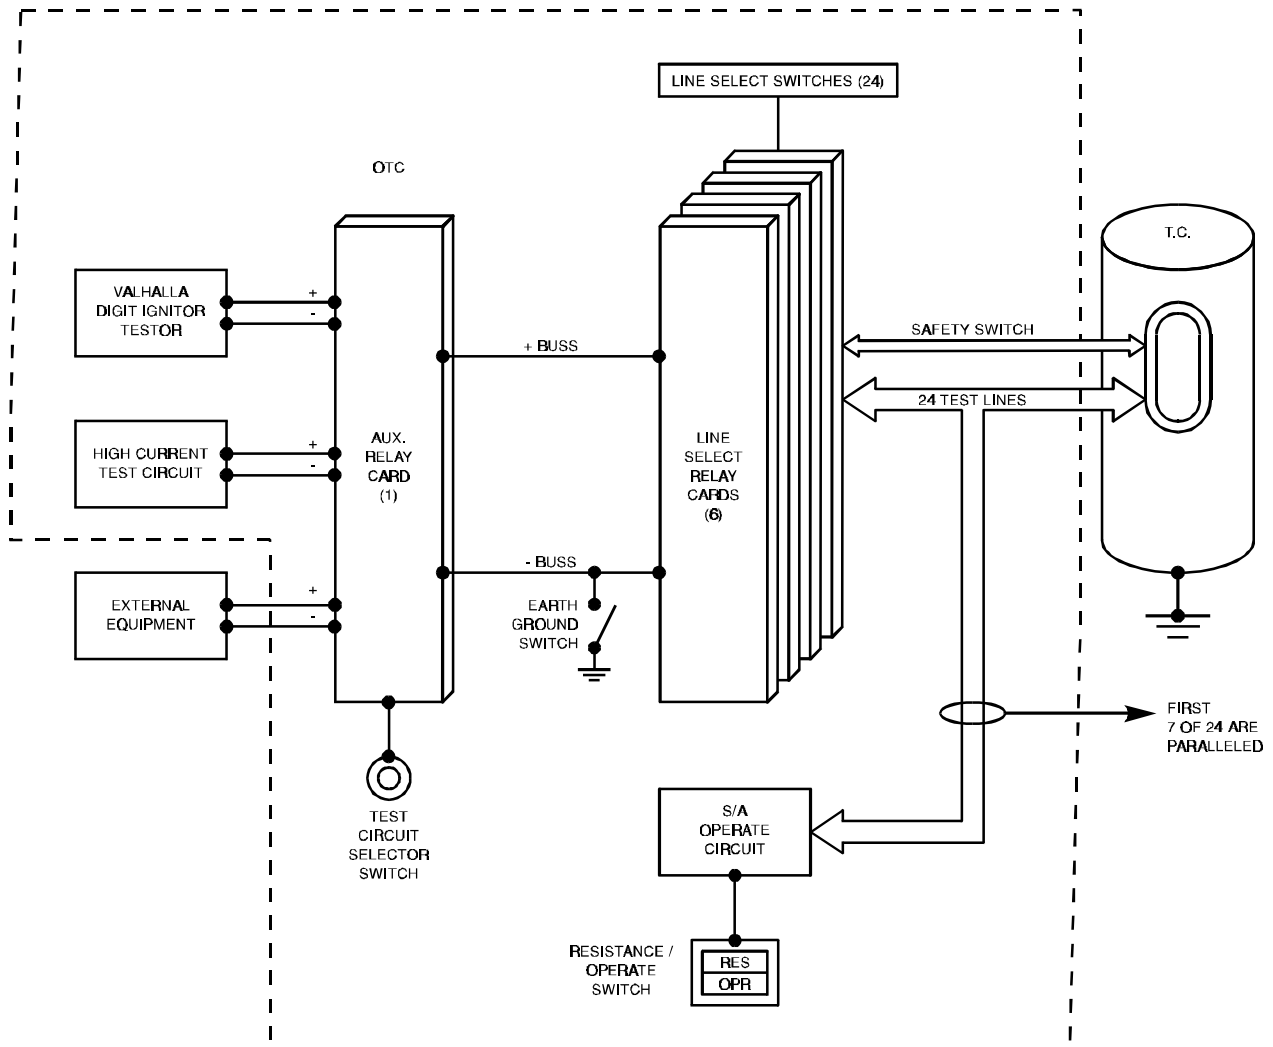 LINE SELECT SWITCHES (24)
OTC
T.C.
VALHALLA
DIGIT IGNITOR
TESTOR
+
-
SAFETY SWITCH
+ BUSS
24 TEST LINES
HIGH CURRENT
TEST CIRCUIT
+
-
AUX.
RELAY
CARD
(1)
LINE
SELECT
RELAY
CARDS
(6)
- BUSS
EXTERNAL
EQUIPMENT
+
-
EARTH
GROUND
SWITCH
FIRST
7 OF 24 ARE
PARALLELED
TEST
CIRCUIT
SELECTOR
SWITCH
S/A
OPERATE
CIRCUIT
RESISTANCE /
OPERATE
SWITCH
RES
OPR